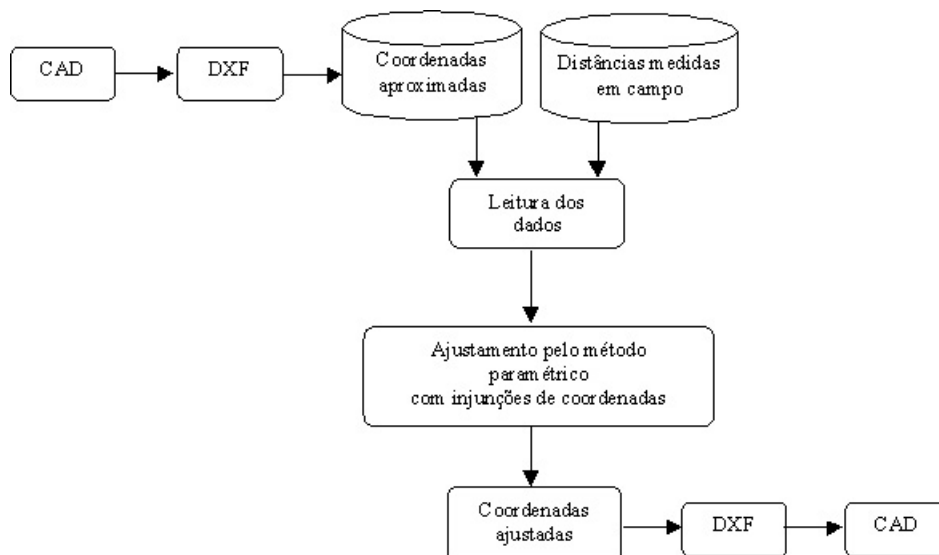 CAD
DXF
Coordenadas
aproximadas
Distâncias medidas
em campo
Leitura dos
dados
Ajustamento pelo método
paramétrico
com injunções de coordenadas
Coordenadas
ajustadas
DXF
CAD